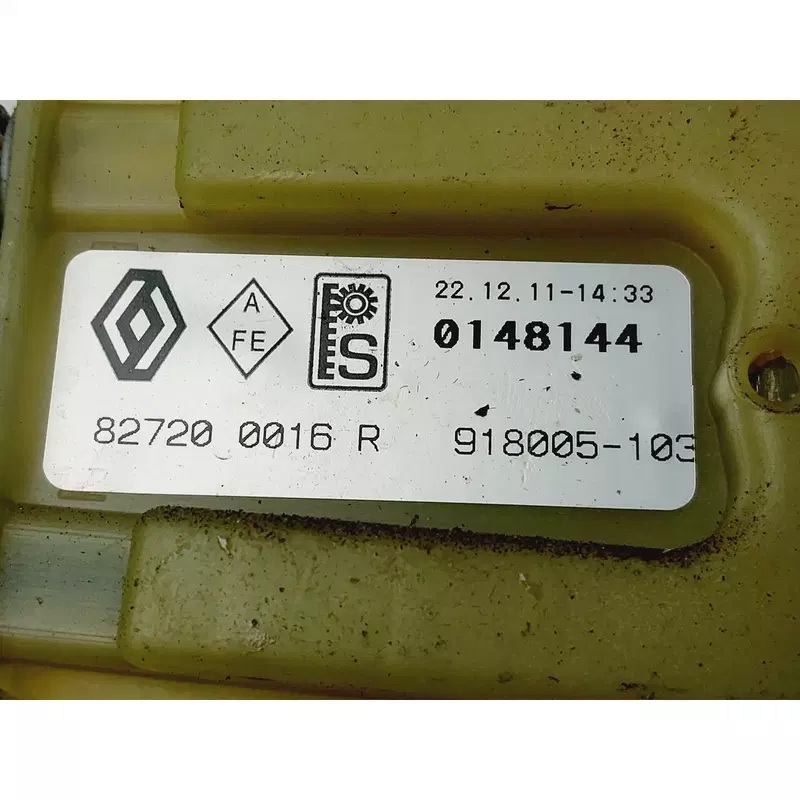 A
FE
S
22.12.11-14:33
0148144
82720 0016 R
918005-103